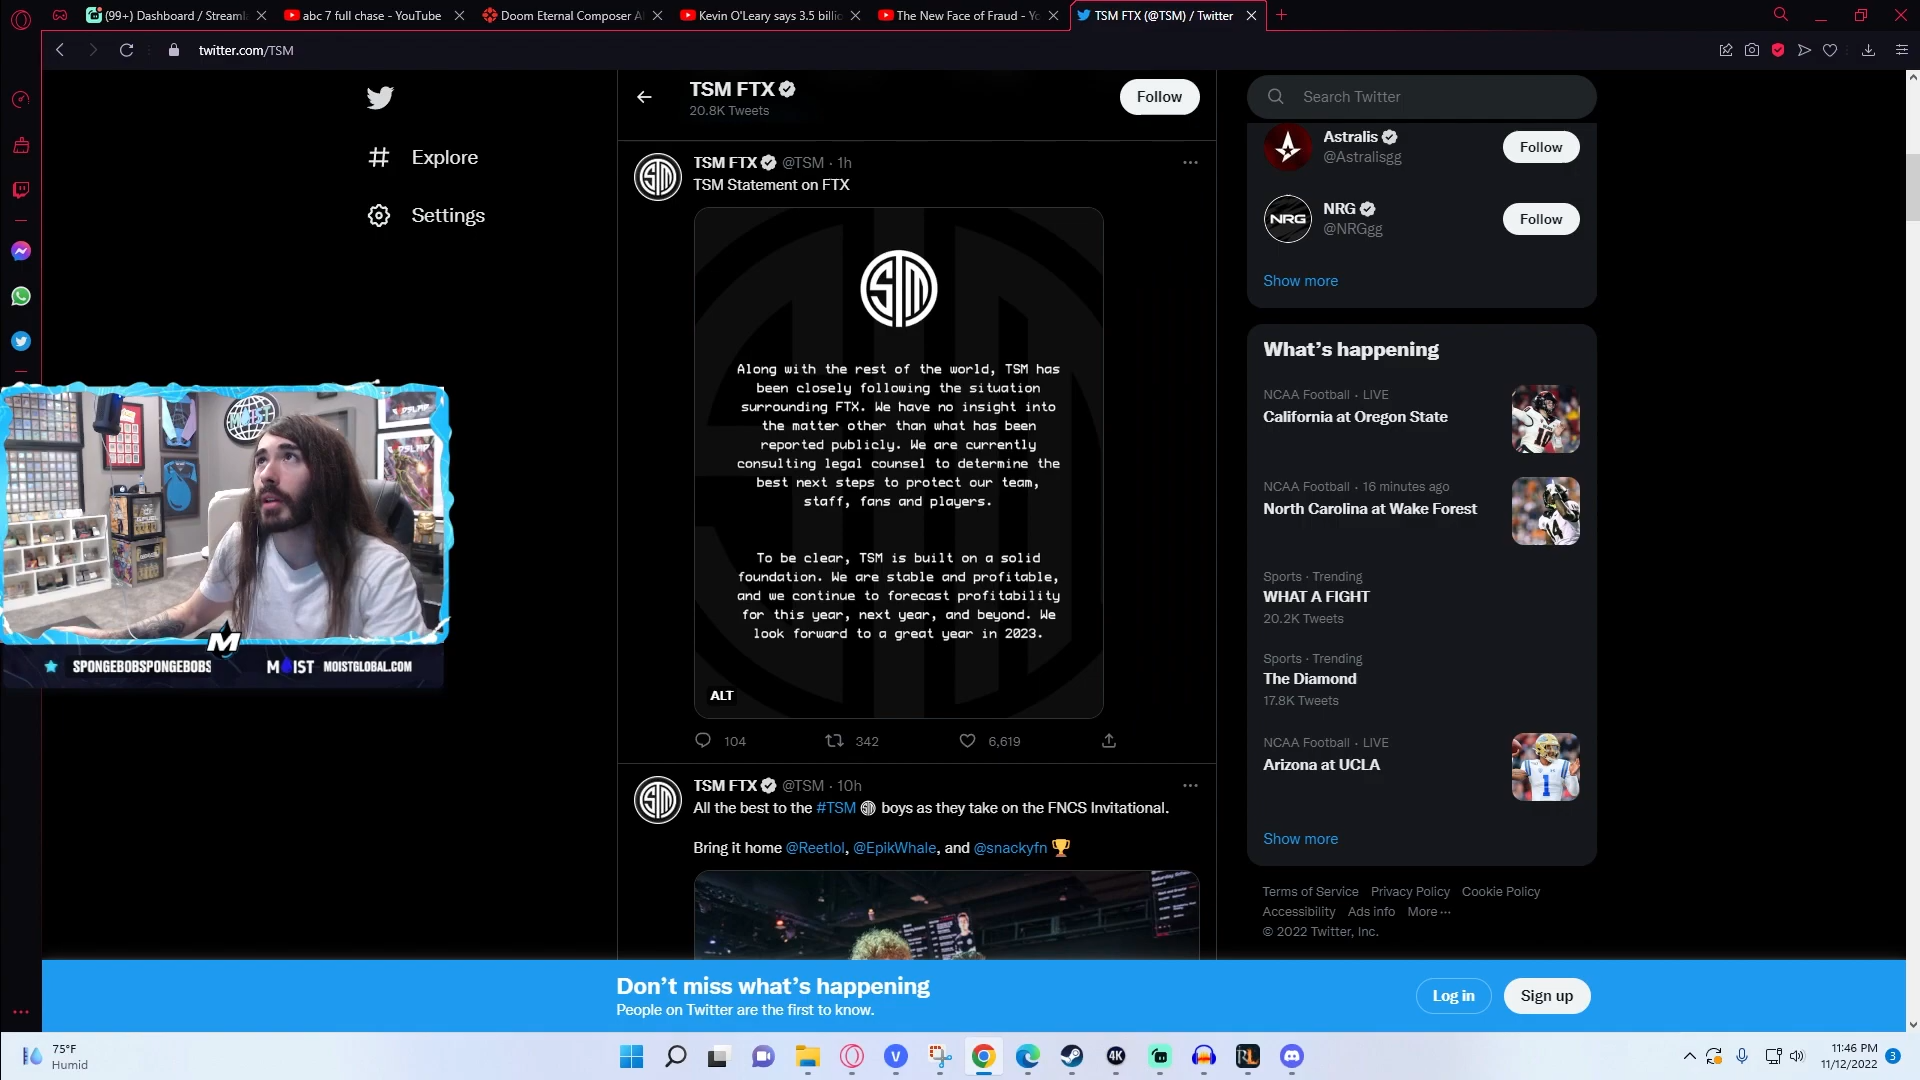 (99+) Dashboard / Streaml
abc 7 full chase - YouTube
Doom Eternal Composer A
Kevin O'Leary says 3.5 billio
The New Face of Fraud - Yo
TSM FTX (@TSM) / Twitter
twitter.com/TSM
Explore
Settings
TSM FTX
20.8K Tweets
Follow
TSM FTX @TSM · 1h
TSM Statement on FTX
Along with the rest of the world, TSM has
been closely following the situation
surrounding FTX. We have no insight into
the matter other than what has been
reported publicly. We are currently
consulting legal counsel to determine the
best next steps to protect our team,
staff, fans and players.
To be clear, TSM is built on a solid
foundation. We are stable and profitable,
and we continue to forecast profitability
for this year, next year, and beyond. We
look forward to a great year in 2023.
ALT
104 342 6,619
TSM FTX @TSM · 10h
All the best to the #TSM boys as they take on the FNCS Invitational.
Bring it home @Reetlol, @EpikWhale, and @snackyfn 🏆
Search Twitter
Astralis
@Astralisgg
Follow
NRG
NRG
@NRGgg
Follow
Show more
What's happening
NCAA Football · LIVE
California at Oregon State
NCAA Football · 16 minutes ago
North Carolina at Wake Forest
Sports · Trending
WHAT A FIGHT
20.2K Tweets
Sports · Trending
The Diamond
17.8K Tweets
NCAA Football · LIVE
Arizona at UCLA
Show more
Terms of Service Privacy Policy Cookie Policy
Accessibility Ads info More ···
© 2022 Twitter, Inc.
MOIST
M
SPONGEBOBSPONGEBOBS
MOIST MOISTGLOBAL.COM
Don't miss what's happening
People on Twitter are the first to know.
Log in
Sign up
75°F
Humid
V
4K
RL
11:46 PM
11/12/2022
3